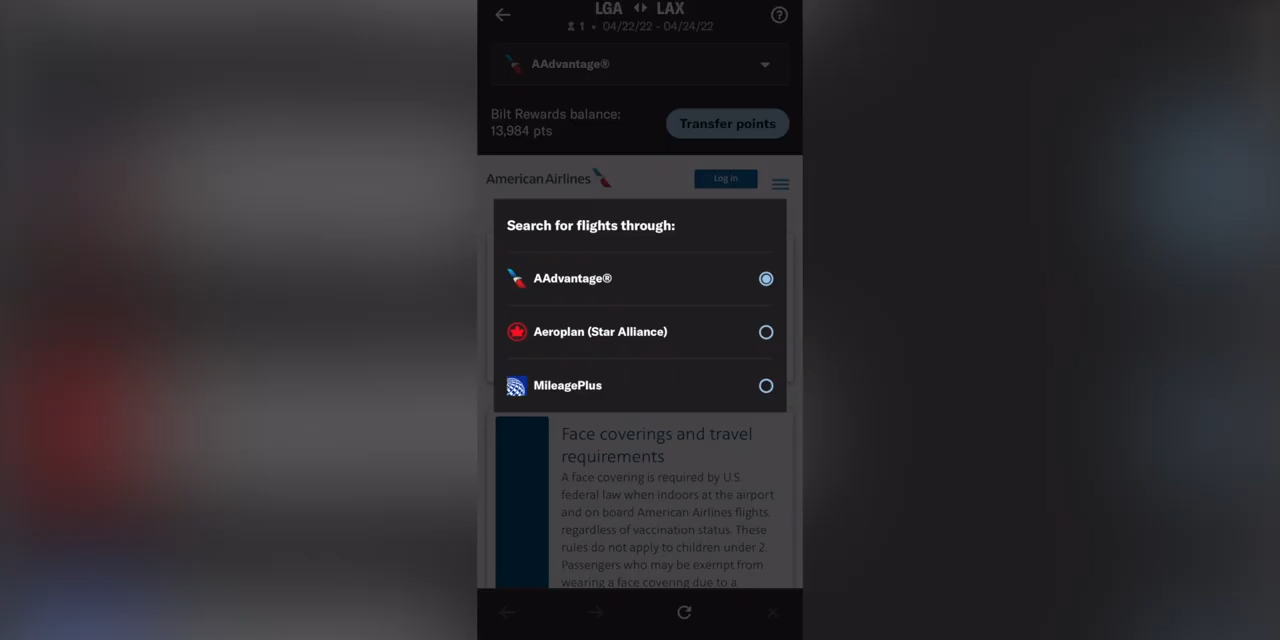 LGA LAX
1 • 04/22/22 - 04/24/22
AAdvantage®
Bilt Rewards balance:
13,984 pts
Transfer points
American Airlines
Log in
Search for flights through:
AAdvantage®
Aeroplan (Star Alliance)
MileagePlus
Face coverings and travel
requirements
A face covering is required by U.S.
federal law when indoors at the airport
and on board American Airlines flights,
regardless of vaccination status. These
rules do not apply to children under 2.
Passengers who may be exempt from
wearing a face covering due to a